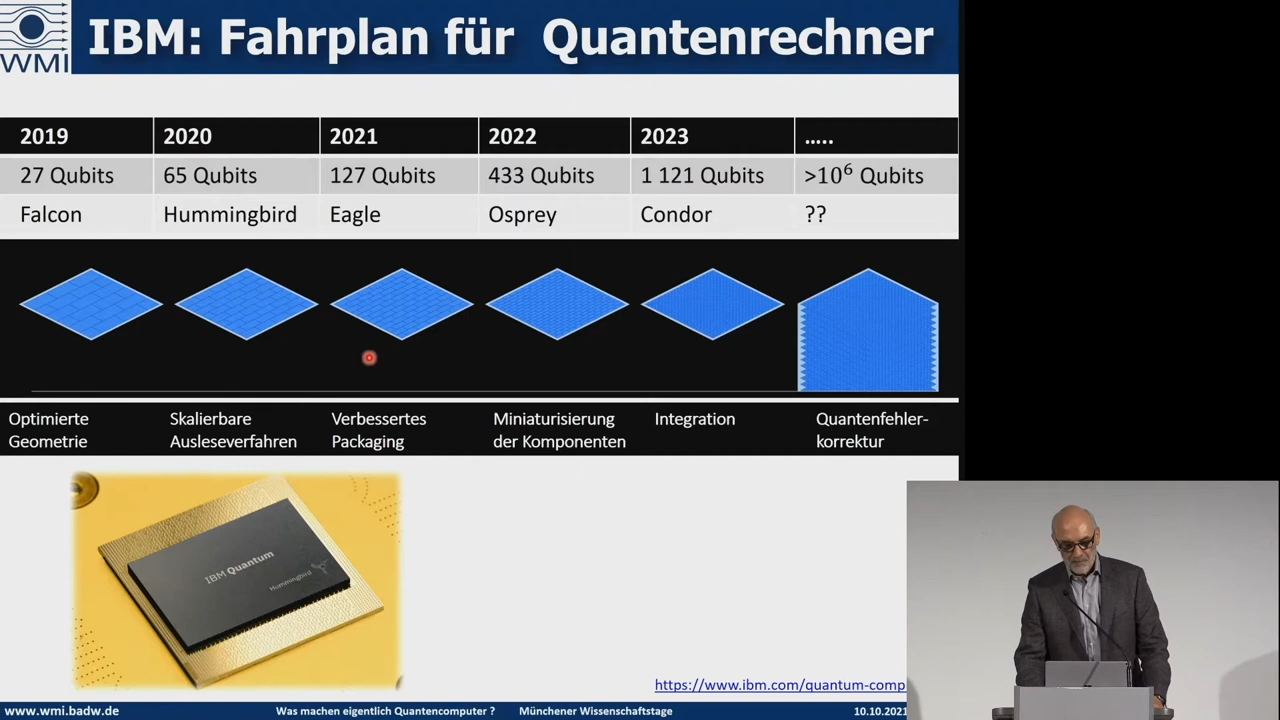 WMI
IBM: Fahrplan für Quantenrechner
2019 2020 2021 2022 2023 .....
27 Qubits 65 Qubits 127 Qubits 433 Qubits 1 121 Qubits >10⁶ Qubits
Falcon Hummingbird Eagle Osprey Condor ??
Optimierte Geometrie
Skalierbare Ausleseverfahren
Verbessertes Packaging
Miniaturisierung der Komponenten
Integration
Quantenfehler-
korrektur
IBM Quantum
Hummingbird
https://www.ibm.com/quantum-comp
www.wmi.badw.de Was machen eigentlich Quantencomputer ? Münchener Wissenschaftstage 10.10.2021